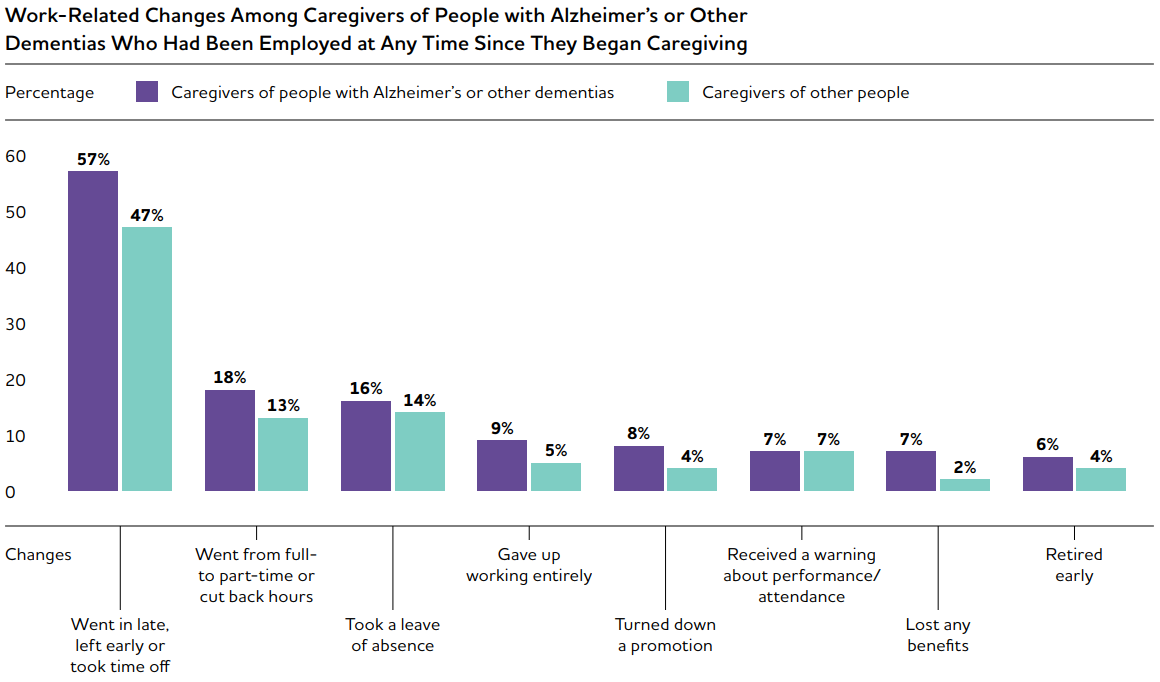 Work-Related Changes Among Caregivers of People with Alzheimer’s or Other
Dementias Who Had Been Employed at Any Time Since They Began Caregiving
Percentage
Caregivers of people with Alzheimer’s or other dementias
Caregivers of other people
60
50
40
30
20
10
0
57%
47%
18%
13%
16%
14%
9%
5%
8%
4%
7%
7%
7%
2%
6%
4%
Changes
Went in late,
left early or
took time off
Went from full-
to part-time or
cut back hours
Took a leave
of absence
Gave up
working entirely
Turned down
a promotion
Received a warning
about performance/
attendance
Lost any
benefits
Retired
early